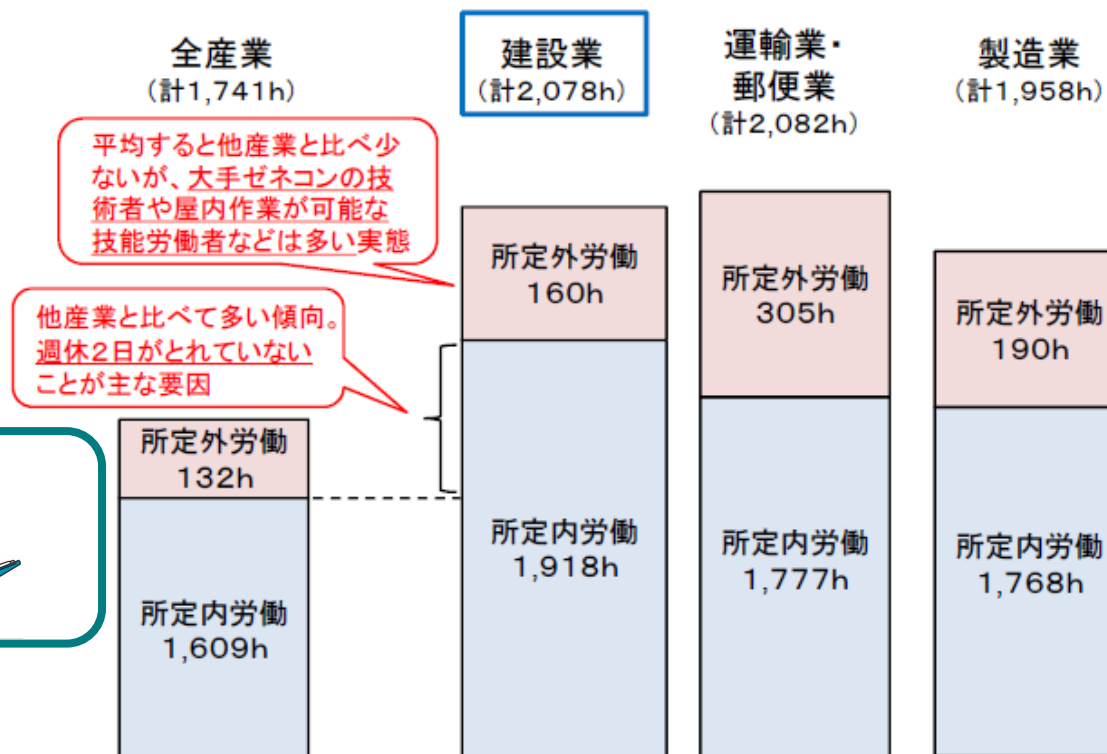 全産業
（計1,741h）
建設業
（計2,078h）
運輸業・
郵便業
（計2,082h）
製造業
（計1,958h）
平均すると他産業と比べ少
ないが、大手ゼネコンの技
術者や屋内作業が可能な
技能労働者などは多い実態
他産業と比べて多い傾向。
週休2日がとれていない
ことが主な要因
所定外労働
132h
所定内労働
1,609h
所定外労働
160h
所定内労働
1,918h
所定外労働
305h
所定内労働
1,777h
所定外労働
190h
所定内労働
1,768h